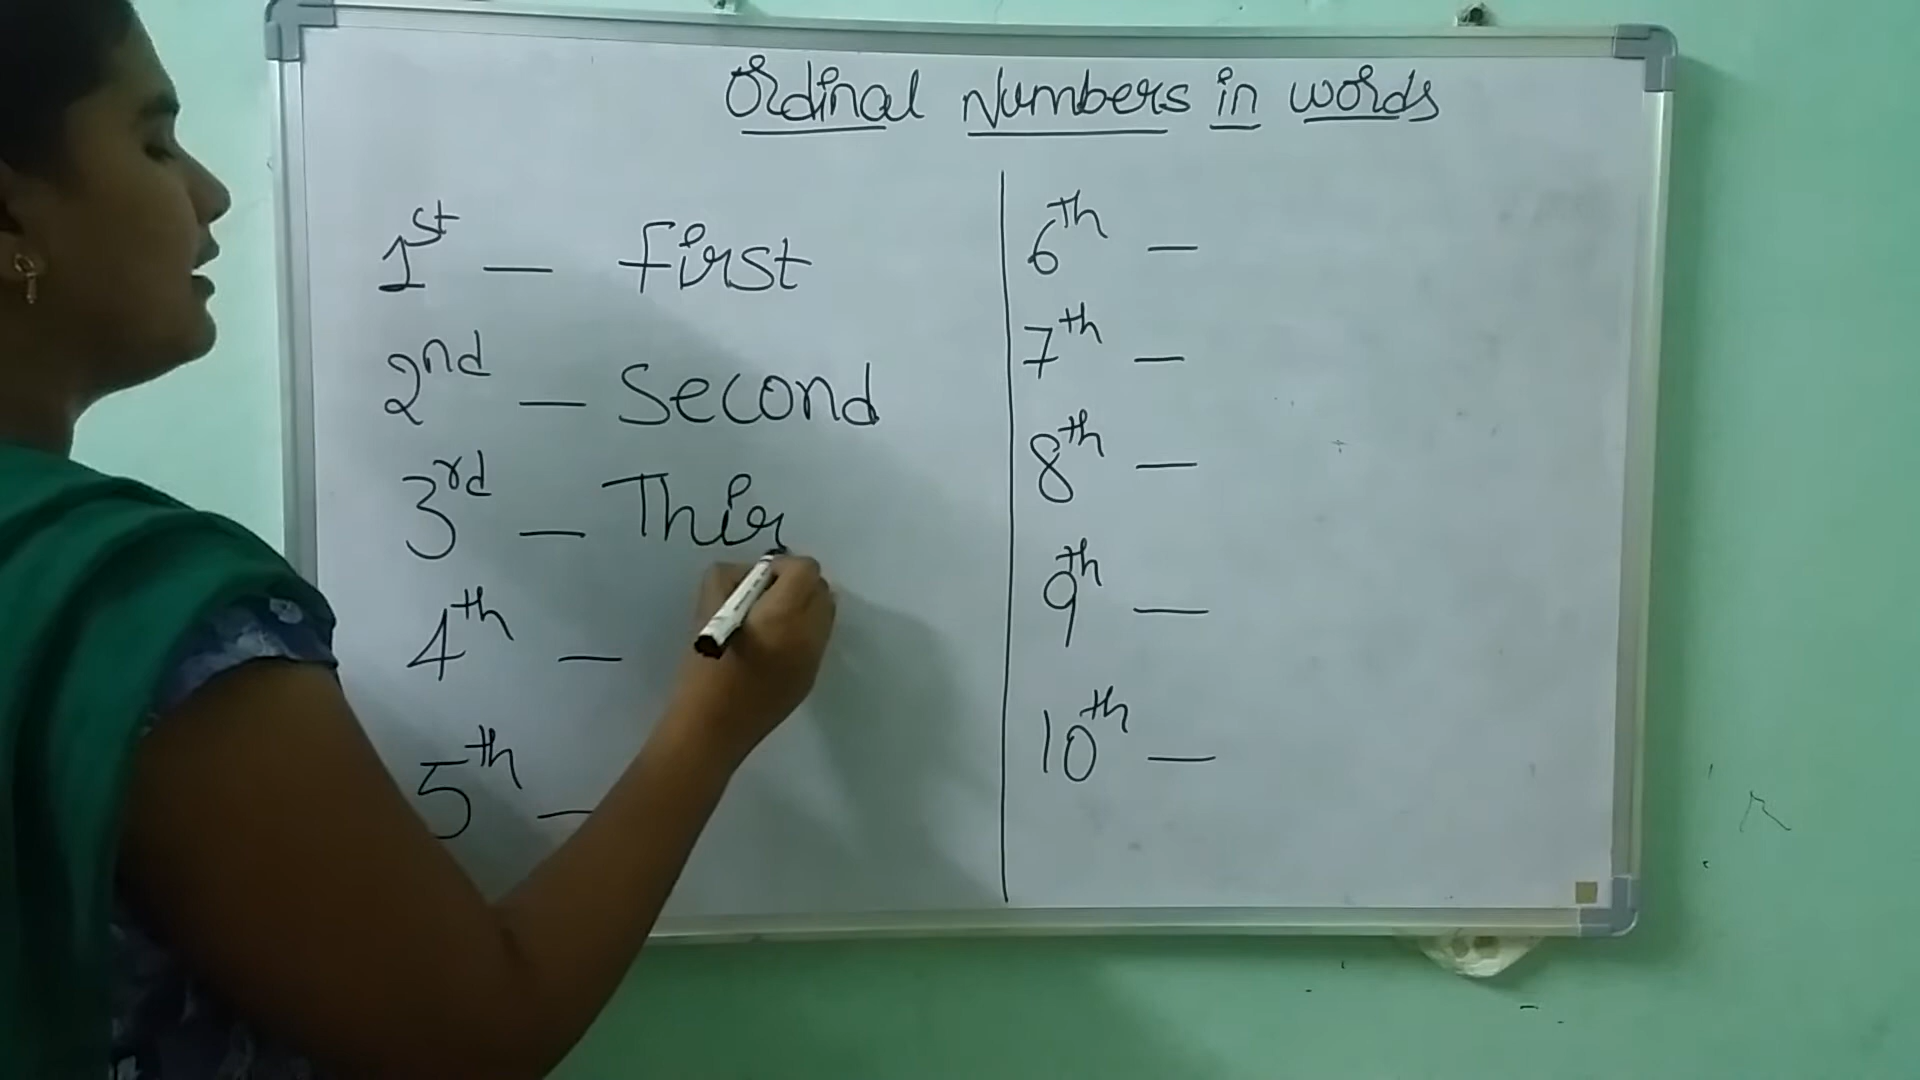 Ordinal Numbers in words
1st — First
2nd — Second
3rd — Thir
4th —
5th —
6th —
7th —
8th —
9th —
10th —